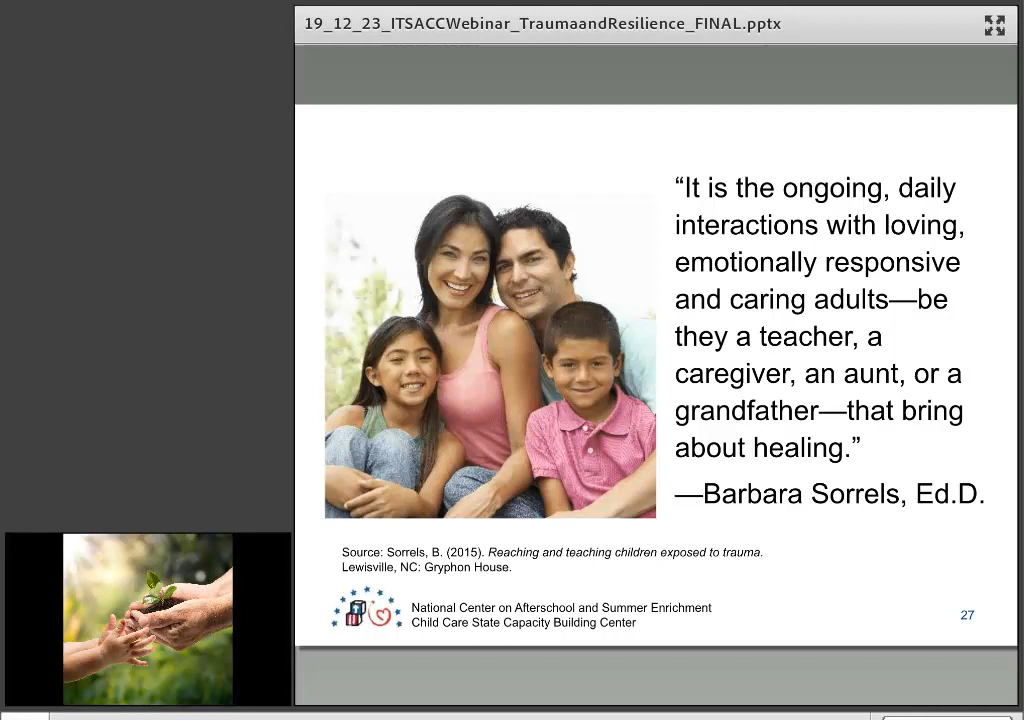 19_12_23_ITSACCWebinar_TraumaandResilience_FINAL.pptx
“It is the ongoing, daily
interactions with loving,
emotionally responsive
and caring adults—be
they a teacher, a
caregiver, an aunt, or a
grandfather—that bring
about healing.”
—Barbara Sorrels, Ed.D.
Source: Sorrels, B. (2015). Reaching and teaching children exposed to trauma.
Lewisville, NC: Gryphon House.
National Center on Afterschool and Summer Enrichment
Child Care State Capacity Building Center
27